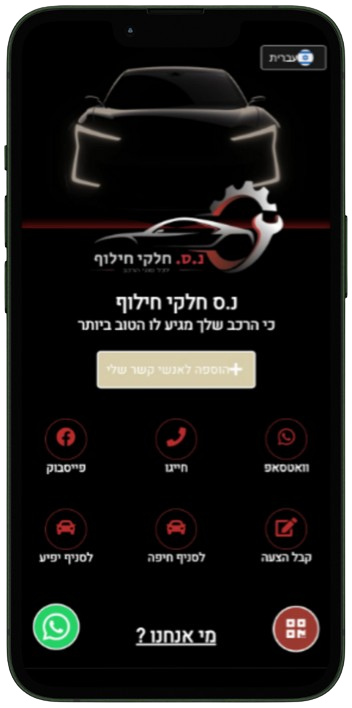 עברית
נ.ס. חלקי חילוף
נ.ס חלקי חילוף
כי הרכב שלך מגיע לו הטוב ביותר
הוספה לאנשי קשר שלי
וואטסאפ
חייגו
פייסבוק
קבל הצעה
לסניף חיפה
לסניף יפיע
מי אנחנו ?